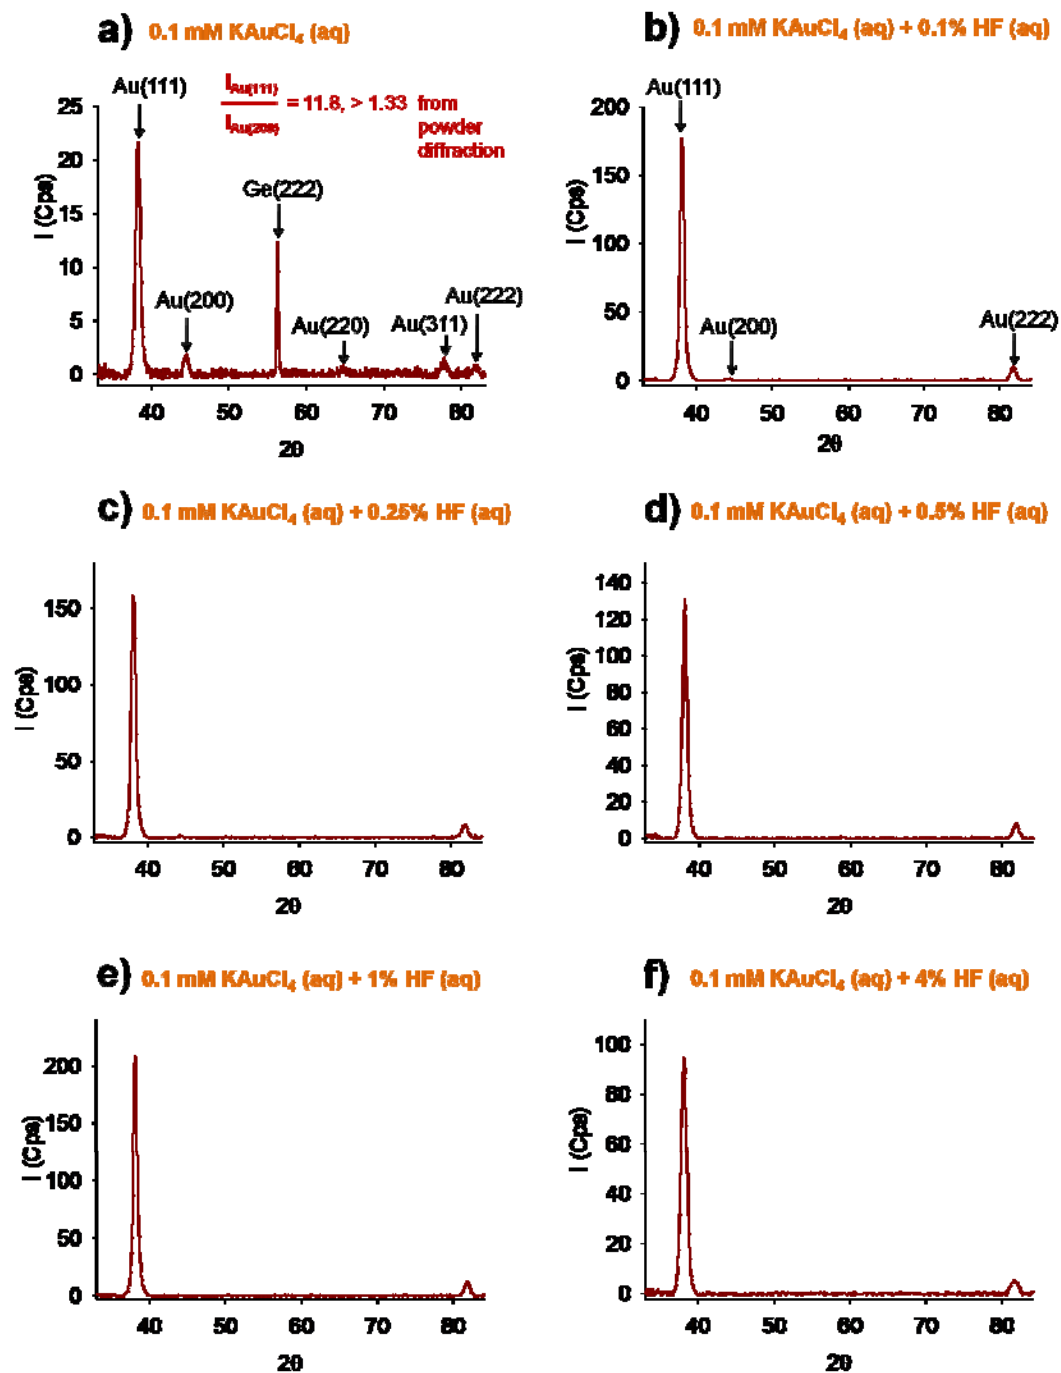 a) 0.1 mM KAuCl₄ (aq)
Au(111)
I_Au(111)
I_Au(200)
= 11.8, > 1.33 from
powder
diffraction
25
20
15
10
5
0
I (Cps)
Ge(222)
Au(200)
Au(220)
Au(311)
Au(222)
40 50 60 70 80
2θ
b) 0.1 mM KAuCl₄ (aq) + 0.1% HF (aq)
Au(111)
200
150
100
50
0
I (Cps)
Au(200)
Au(222)
40 50 60 70 80
2θ
c) 0.1 mM KAuCl₄ (aq) + 0.25% HF (aq)
150
100
50
0
I (Cps)
40 50 60 70 80
2θ
d) 0.1 mM KAuCl₄ (aq) + 0.5% HF (aq)
140
120
100
80
60
40
20
0
I (Cps)
40 50 60 70 80
2θ
e) 0.1 mM KAuCl₄ (aq) + 1% HF (aq)
200
150
100
50
0
I (Cps)
40 50 60 70 80
2θ
f) 0.1 mM KAuCl₄ (aq) + 4% HF (aq)
100
80
60
40
20
0
I (Cps)
40 50 60 70 80
2θ